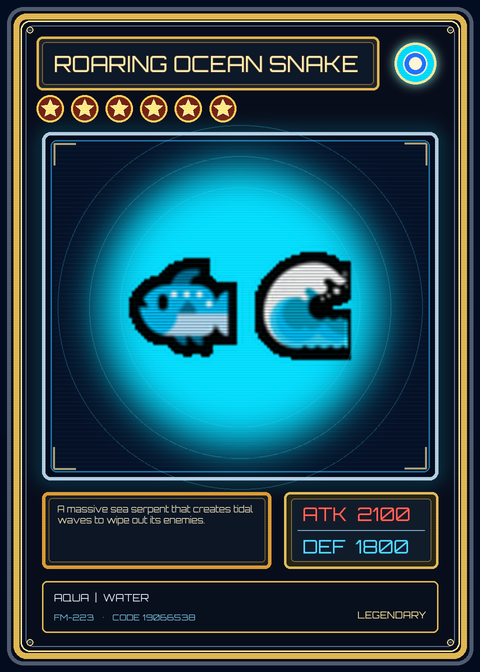 ROARING OCEAN SNAKE
A massive sea serpent that creates tidal
waves to wipe out its enemies.
ATK 2100
DEF 1800
AQUA | WATER
FM-223 · CODE 19066538
LEGENDARY